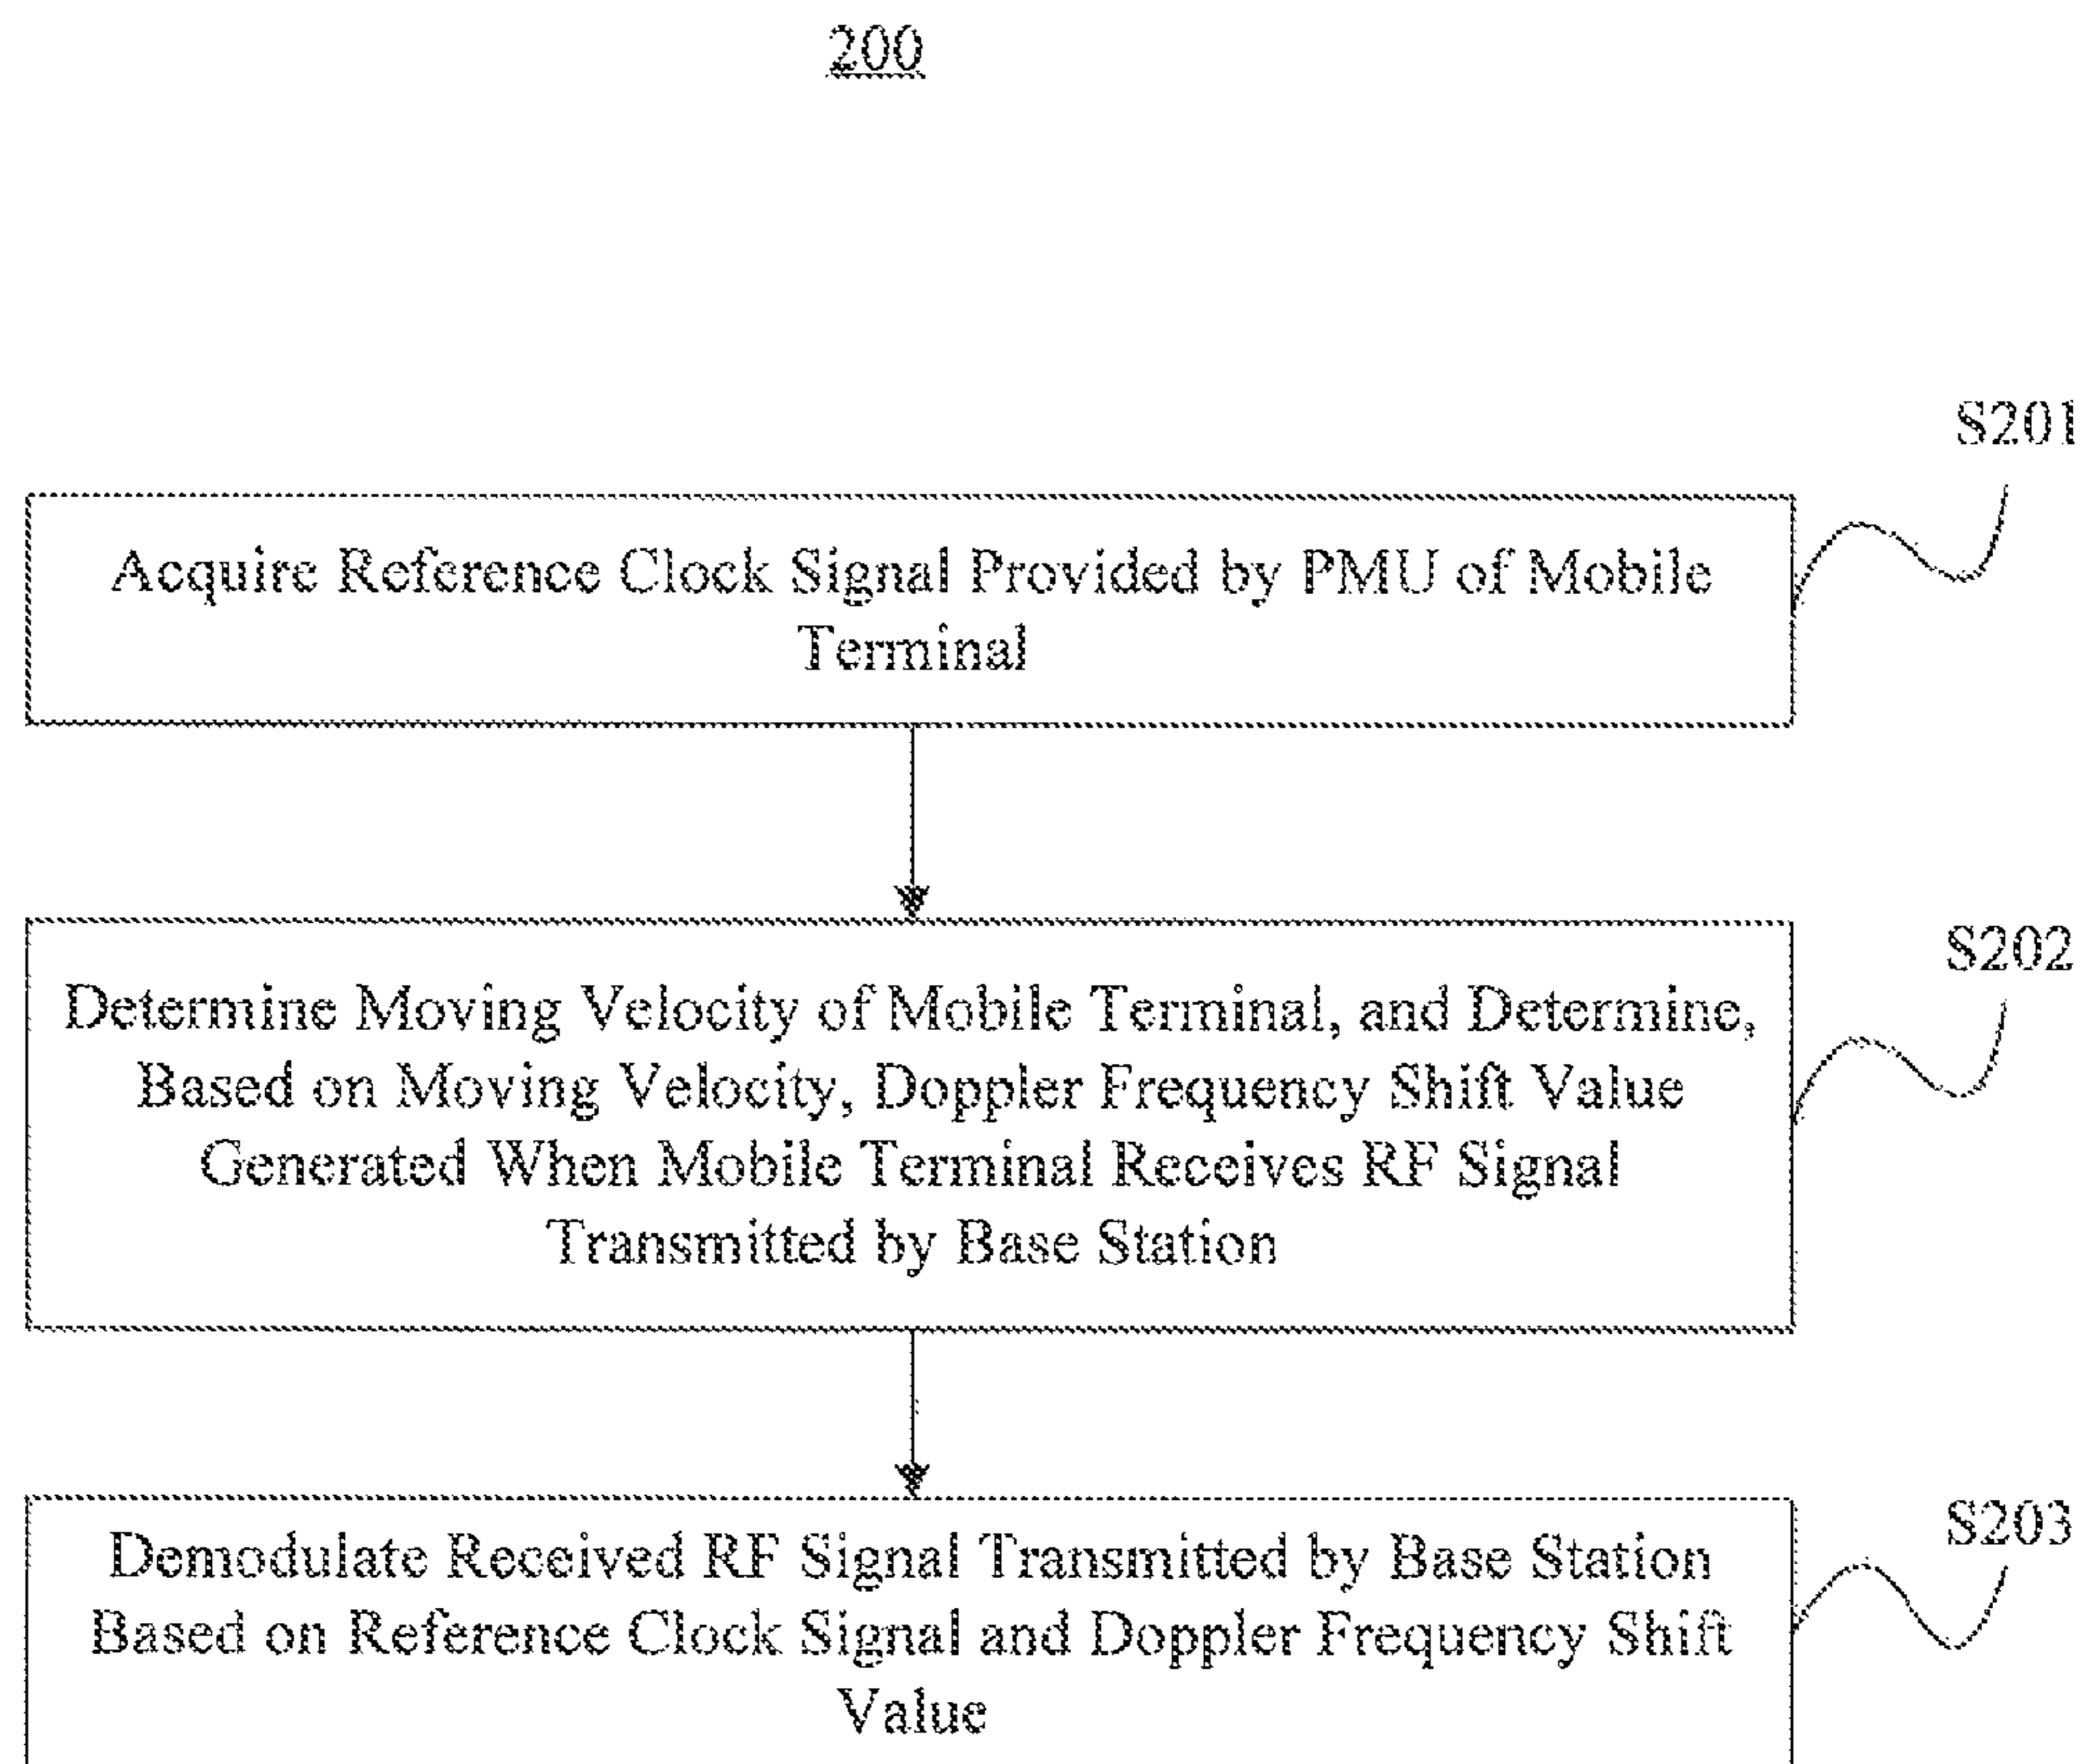 200
S201
Acquire Reference Clock Signal Provided by PMU of Mobile
Terminal
S202
Determine Moving Velocity of Mobile Terminal, and Determine,
Based on Moving Velocity, Doppler Frequency Shift Value
Generated When Mobile Terminal Receives RF Signal
Transmitted by Base Station
S203
Demodulate Received RF Signal Transmitted by Base Station
Based on Reference Clock Signal and Doppler Frequency Shift
Value